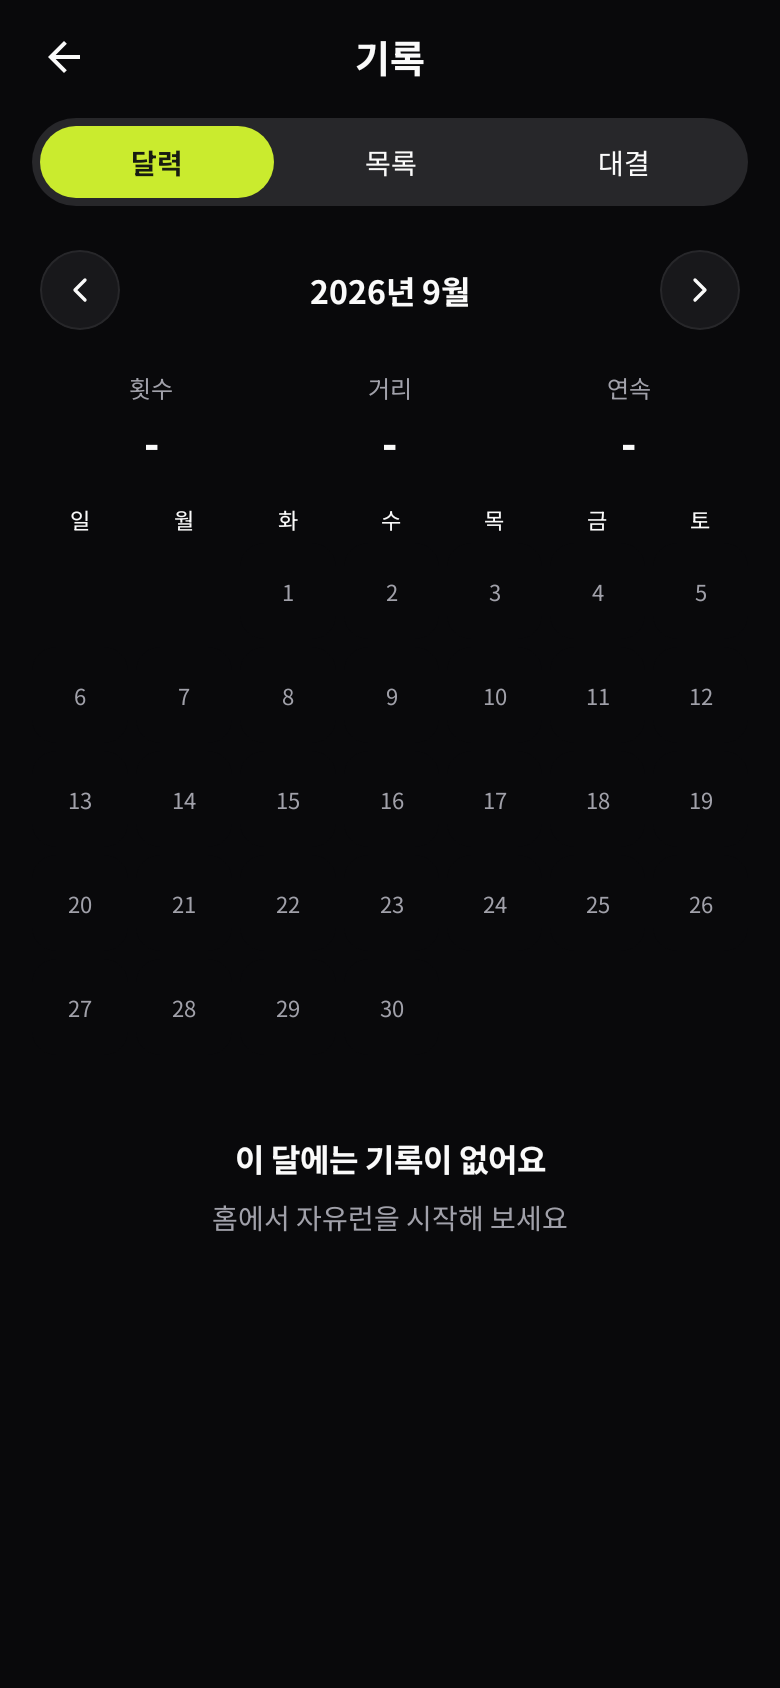 기록
달력 목록 대결
2026년 9월
횟수 거리 연속
- - -
일 월 화 수 목 금 토
1 2 3 4 5
6 7 8 9 10 11 12
13 14 15 16 17 18 19
20 21 22 23 24 25 26
27 28 29 30
이 달에는 기록이 없어요
홈에서 자유런을 시작해 보세요